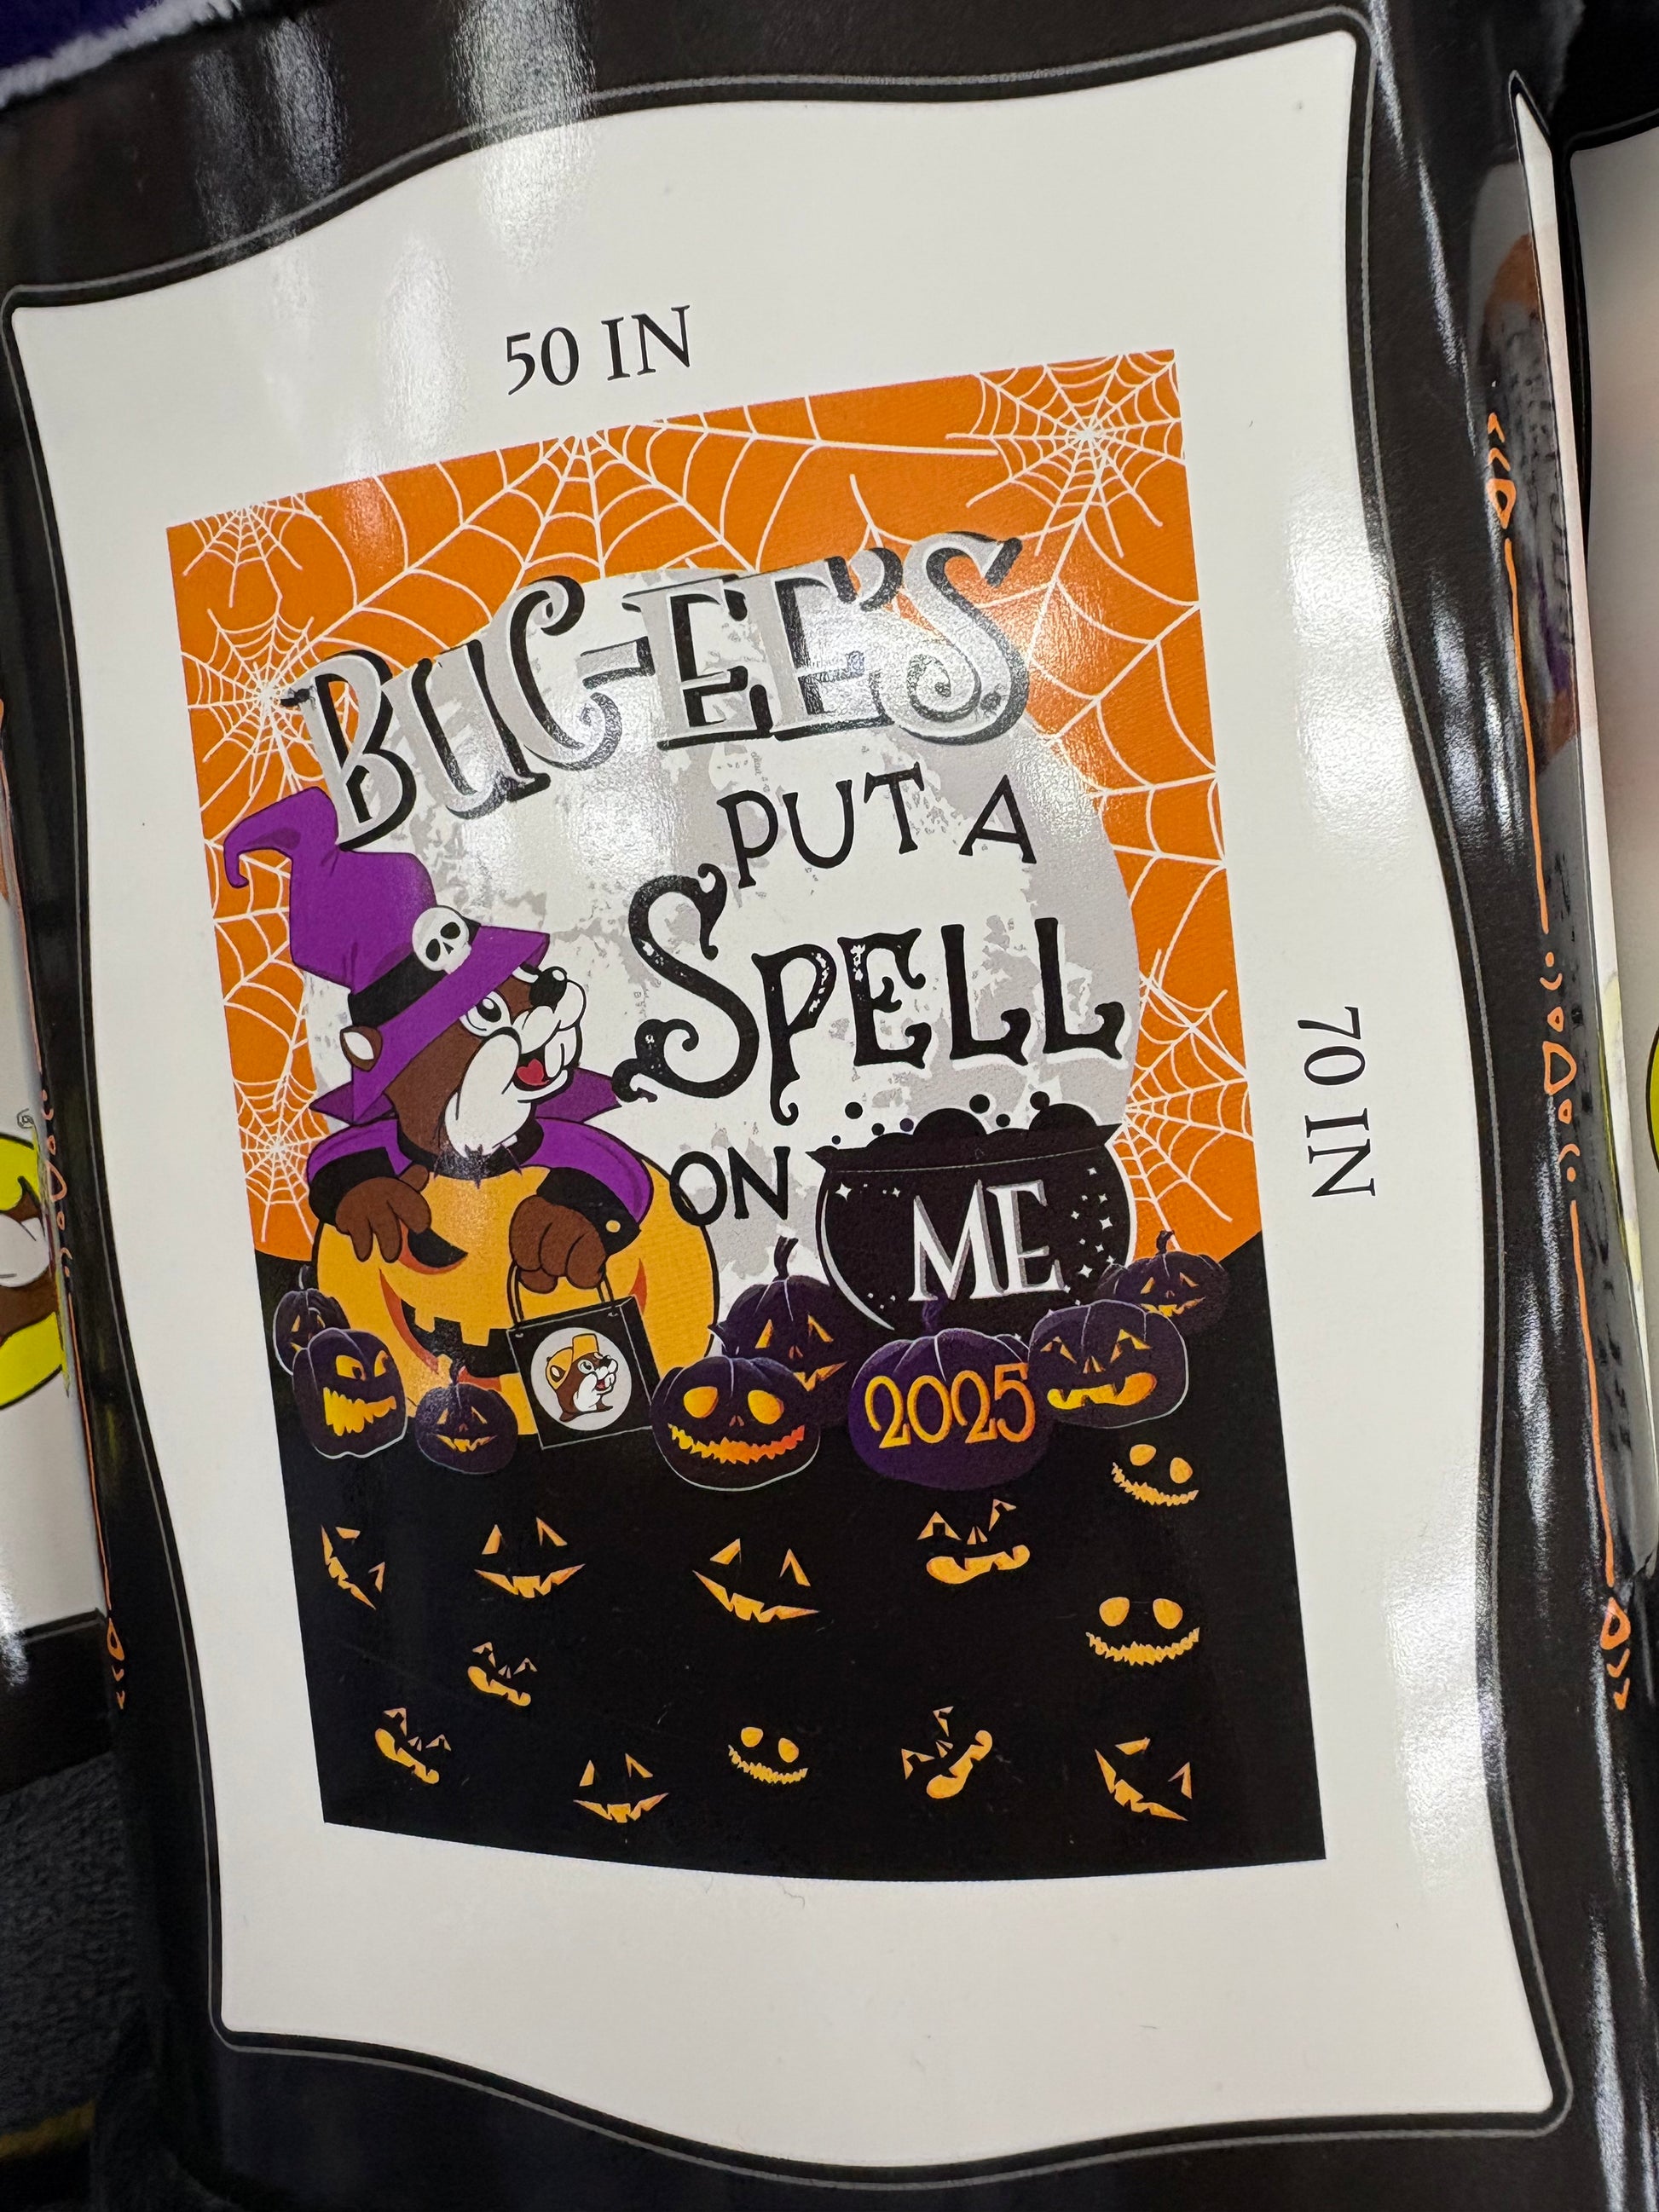 50 IN
BUC-EE'S
PUT A
SPELL
ON
ME
2025
70 IN